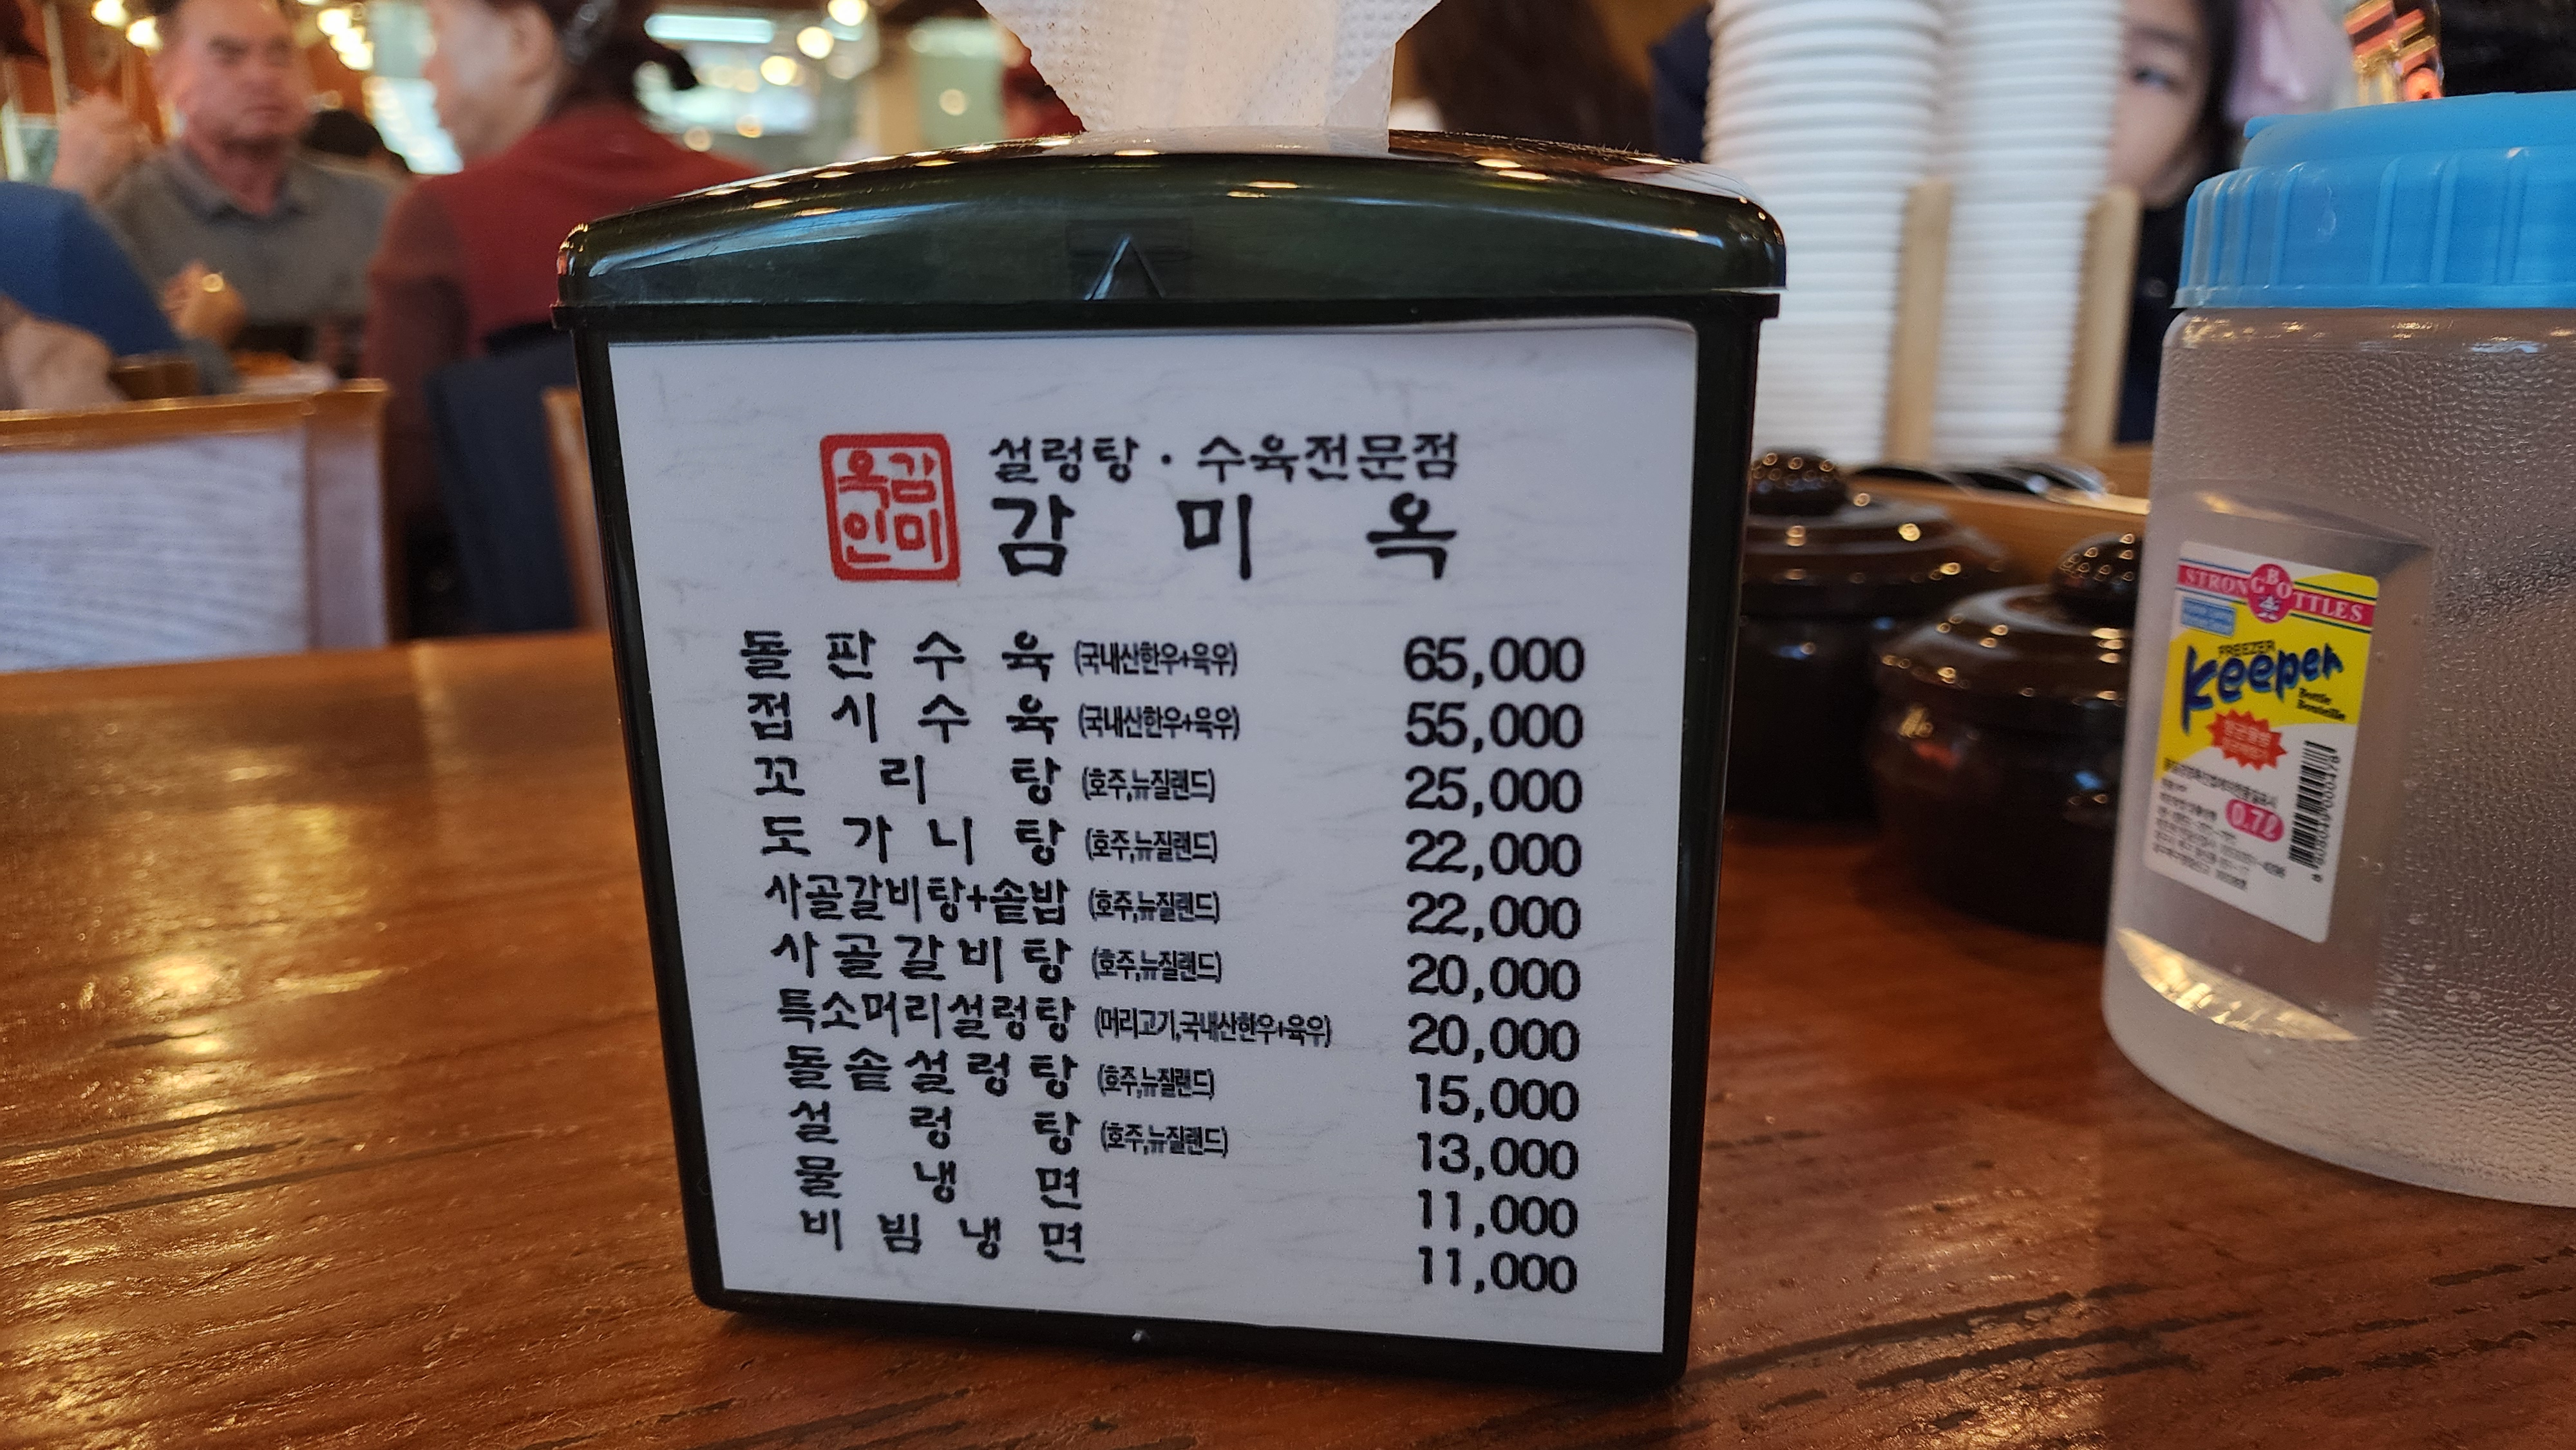 감미옥인
설렁탕 · 수육전문점
감미옥
돌판수육 (국내산한우+육우) 65,000
접시수육 (국내산한우+육우) 55,000
꼬리탕 (호주,뉴질랜드) 25,000
도가니탕 (호주,뉴질랜드) 22,000
사골갈비탕+솥밥 (호주,뉴질랜드) 22,000
사골갈비탕 (호주,뉴질랜드) 20,000
특소머리설렁탕 (머리고기,국내산한우+육우) 20,000
돌솥설렁탕 (호주,뉴질랜드) 15,000
설렁탕 (호주,뉴질랜드) 13,000
물냉면 11,000
비빔냉면 11,000
STRONG BOTTLES
FREEZER
Keeper
Bottle
Bouteille
0.7ℓ